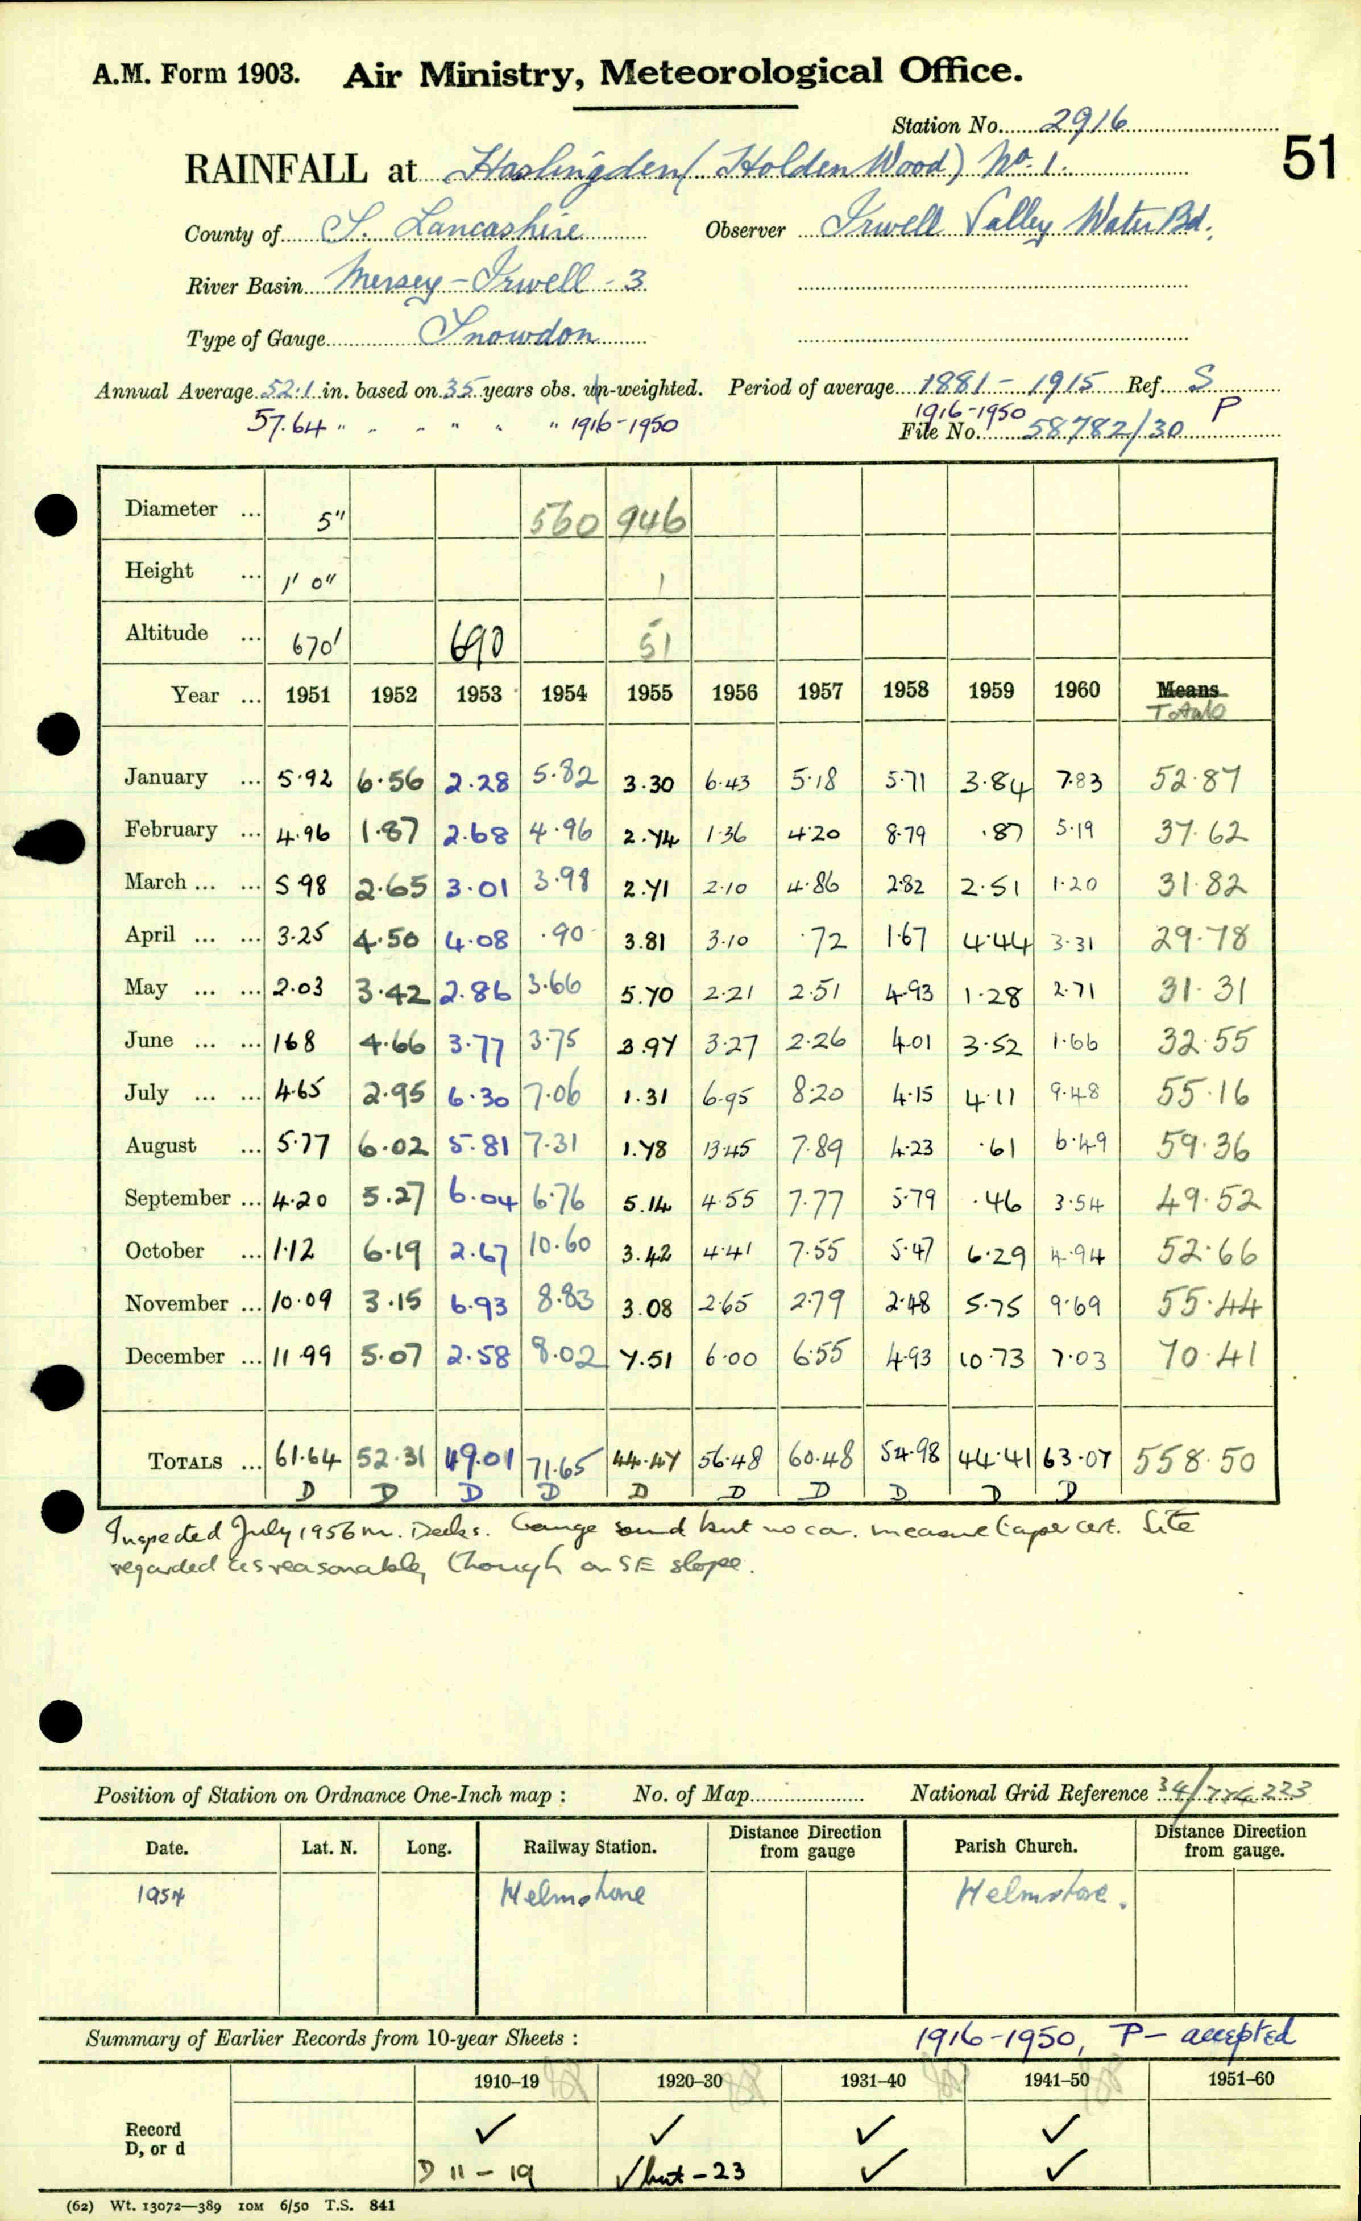 A.M. Form 1903. Air Ministry, Meteorological Office.
Station No. 2916
51
RAINFALL at Haslingden (Holden Wood) No. 1.
County of S. Lancashire Observer Irwell Valley Water Bd.
River Basin Mersey-Irwell - 3
Type of Gauge Snowdon
Annual Average 52.1 in. based on 35 years obs. un-weighted. Period of average 1881 - 1915 Ref. S
57.64 " " " " " " 1916-1950 1916-1950 P
File No. 58782/30
Diameter ... 5" 560 946
Height ... 1' 0" 1
Altitude ... 670' 690 51
Year ... 1951 1952 1953 1954 1955 1956 1957 1958 1959 1960 Means
Totals
January ... 5.92 6.56 2.28 5.82 3.30 6.43 5.18 5.71 3.84 7.83 52.87
February ... 4.96 1.87 2.68 4.96 2.74 1.36 4.20 8.79 .87 5.19 37.62
March ... ... 5.98 2.65 3.01 3.98 2.71 2.10 4.86 2.82 2.51 1.20 31.82
April ... ... 3.25 4.50 4.08 .90 3.81 3.10 .72 1.67 4.44 3.31 29.78
May ... ... 2.03 3.42 2.86 3.66 5.70 2.21 2.51 4.93 1.28 2.71 31.31
June ... ... 1.68 4.66 3.77 3.75 3.97 3.27 2.26 4.01 3.52 1.66 32.55
July ... ... 4.65 2.95 6.30 7.06 1.31 6.95 8.20 4.15 4.11 9.48 55.16
August ... 5.77 6.02 5.81 7.31 1.78 13.45 7.89 4.23 .61 6.49 59.36
September ... 4.20 5.27 6.04 6.76 5.14 4.55 7.77 5.79 .46 3.54 49.52
October ... 1.12 6.19 2.67 10.60 3.42 4.41 7.55 5.47 6.29 4.94 52.66
November ... 10.09 3.15 6.93 8.83 3.08 2.65 2.79 2.48 5.75 9.69 55.44
December ... 11.99 5.07 2.58 8.02 7.51 6.00 6.55 4.93 10.73 7.03 70.41
TOTALS ... 61.64 52.31 49.01 71.65 44.47 56.48 60.48 54.98 44.41 63.07 558.50
D D D D D D D D D D
Inspected July 1956 Gauge sound but no measure cert. Site
regarded as reasonable, though on SE slope.
Position of Station on Ordnance One-Inch map : No. of Map National Grid Reference 34/ 223
Date. Lat. N. Long. Railway Station. Distance from Direction gauge Parish Church. Distance from Direction gauge.
1954 Helmshore Helmshore.
Summary of Earlier Records from 10-year Sheets : 1916-1950, P - accepted
1910-19 1920-30 1931-40 1941-50 1951-60
Record ✓ ✓ ✓ ✓
D, or d
D 11 - 19 ✓ but - 23 ✓ ✓
(62) Wt. 13072—389 10M 6/50 T.S. 841